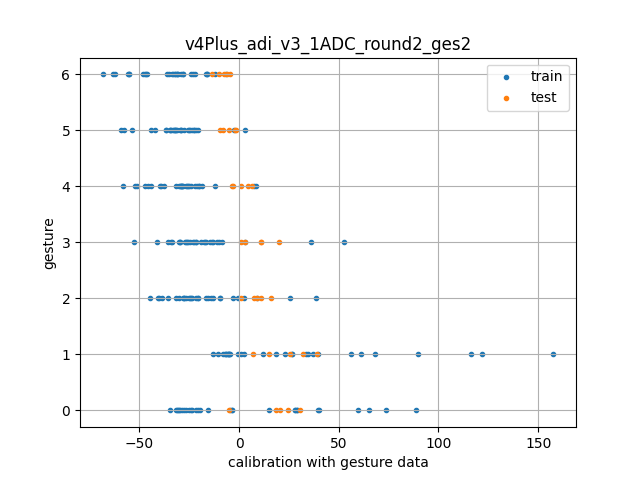 v4Plus_adi_v3_1ADC_round2_ges2
train
test
gesture
6
5
4
3
2
1
0
−50 0 50 100 150
calibration with gesture data